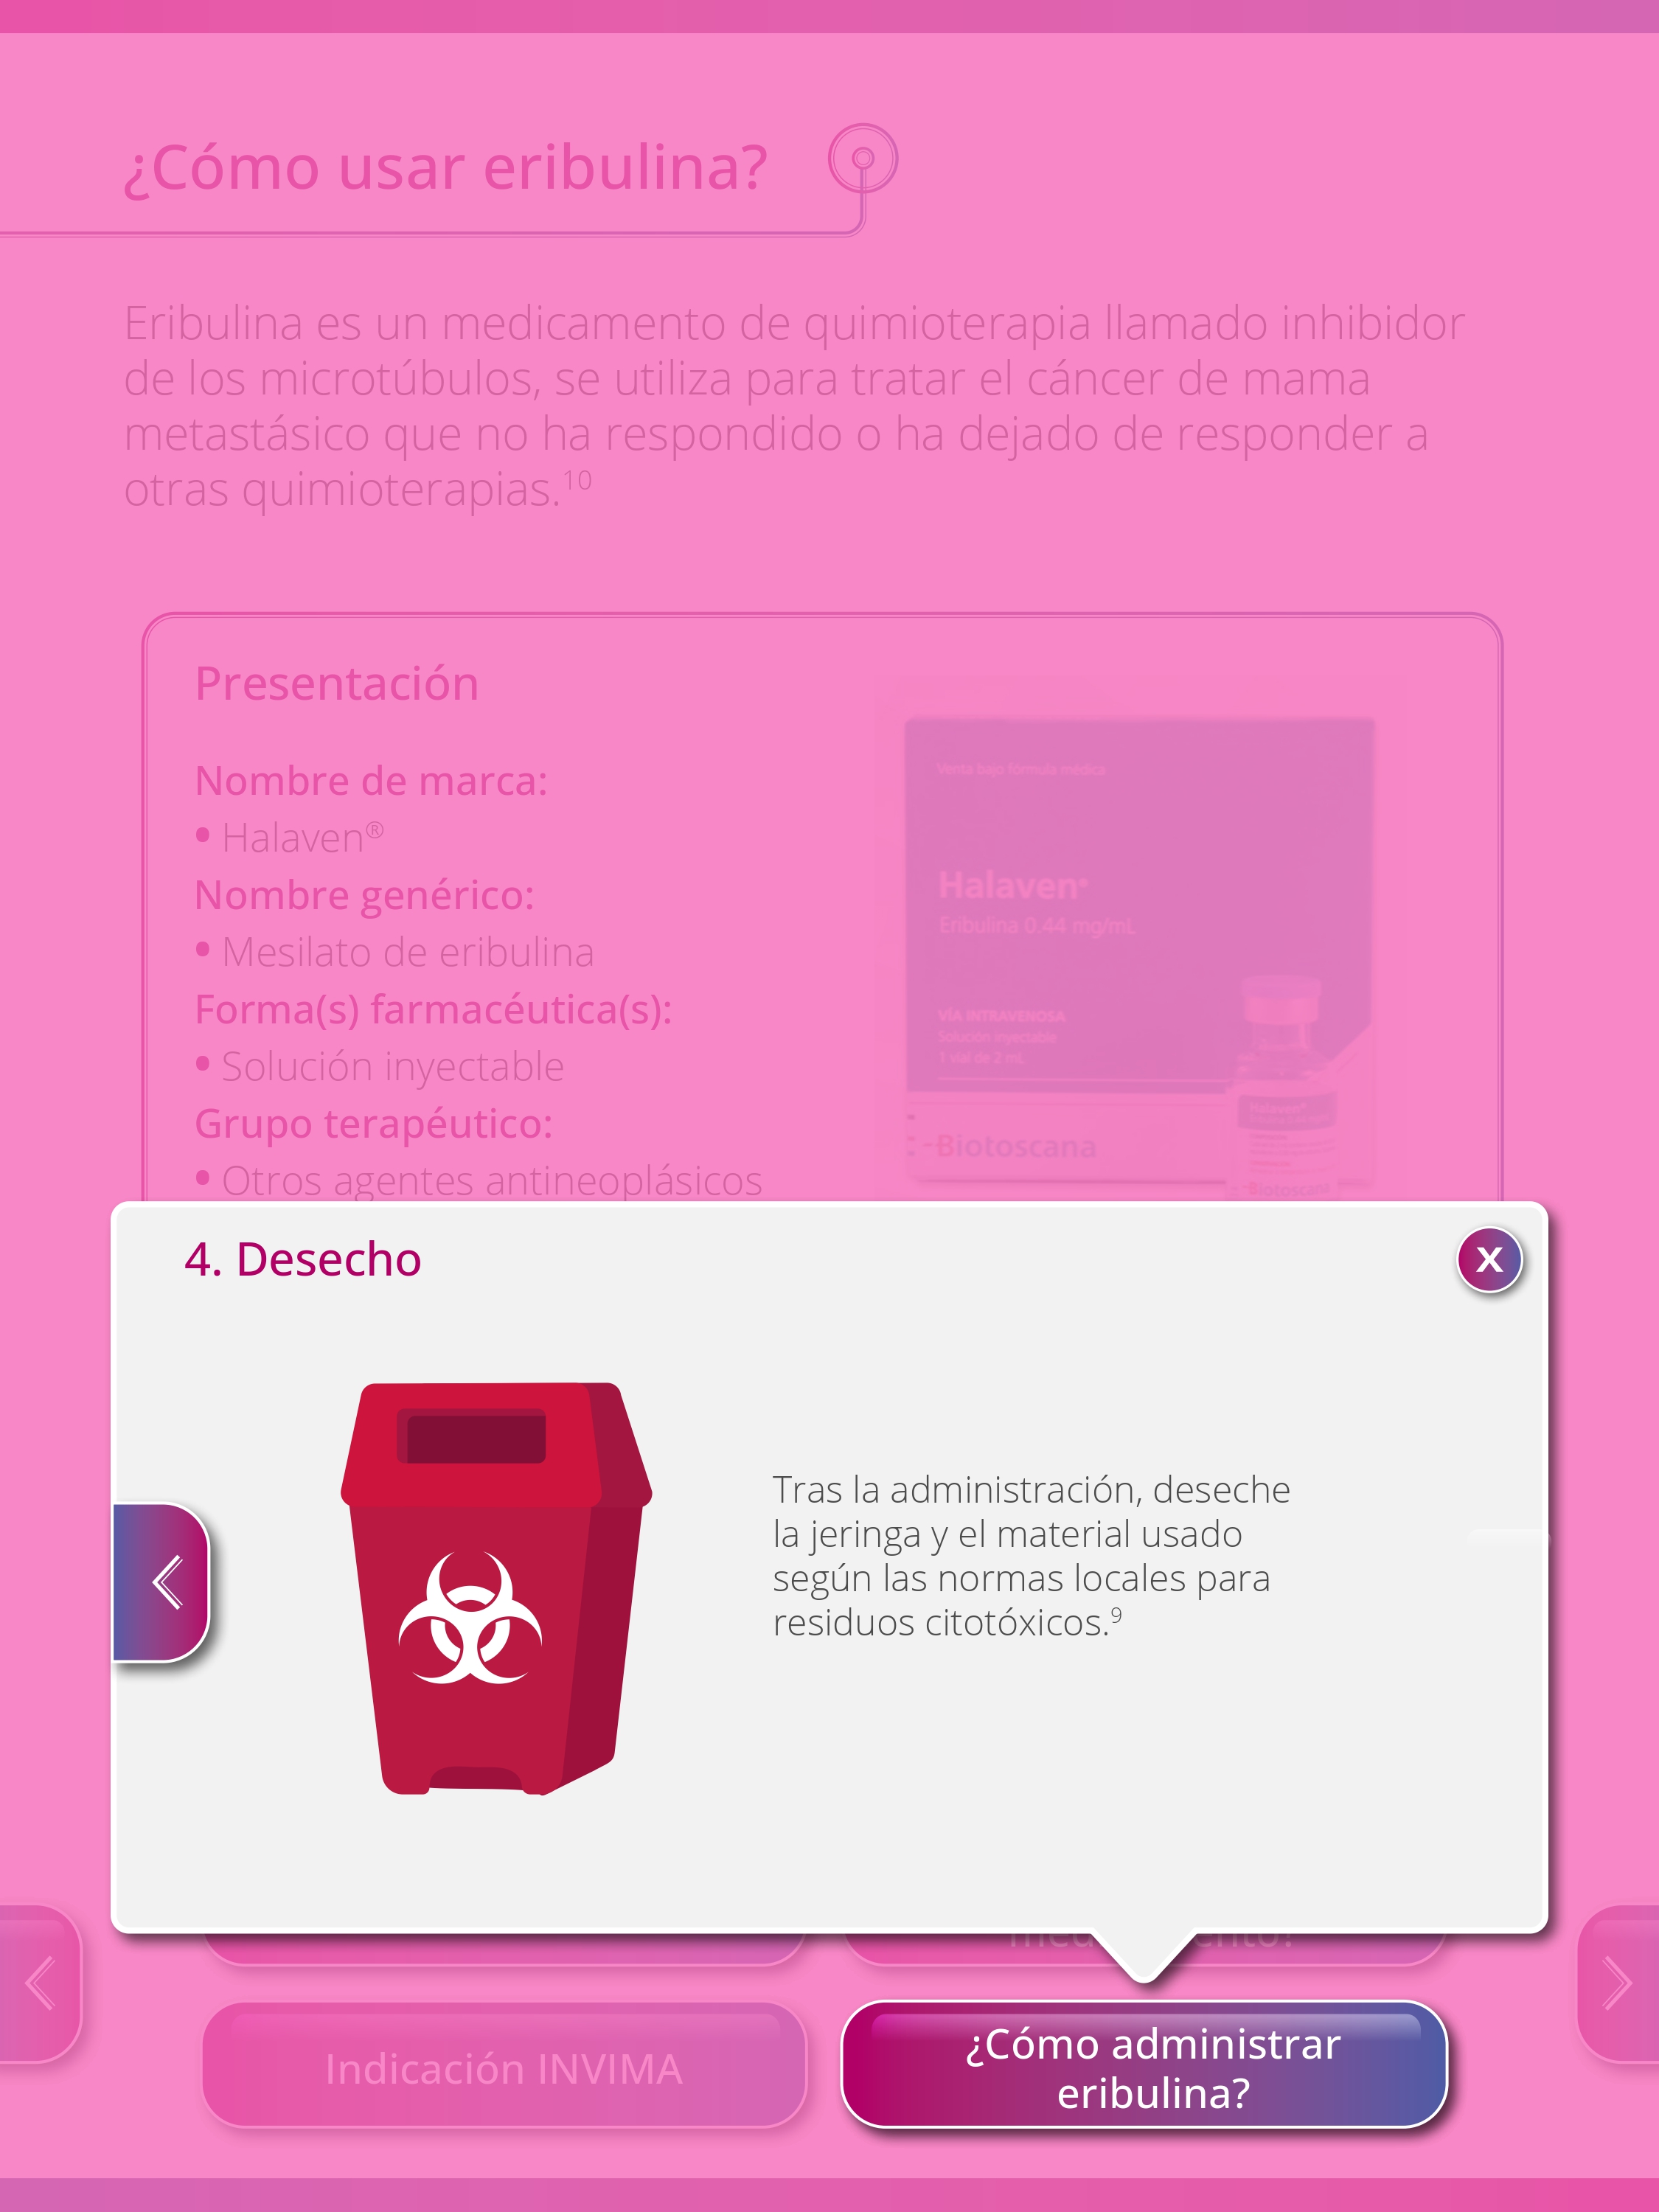 ¿Cómo usar eribulina?
Eribulina es un medicamento de quimioterapia llamado inhibidor
de los microtúbulos, se utiliza para tratar el cáncer de mama
metastásico que no ha respondido o ha dejado de responder a
otras quimioterapias.10
Presentación
Nombre de marca:
• Halaven®
Nombre genérico:
• Mesilato de eribulina
Forma(s) farmacéutica(s):
• Solución inyectable
Grupo terapéutico:
• Otros agentes antineoplásicos
Venta bajo fórmula médica
Halaven®
Eribulina 0.44 mg/mL
VÍA INTRAVENOSA
Solución inyectable
1 vial de 2 mL
Biotoscana
Halaven®
Biotoscana
4. Desecho
X
Tras la administración, deseche
la jeringa y el material usado
según las normas locales para
residuos citotóxicos.9
Indicación INVIMA
¿Cómo administrar
eribulina?